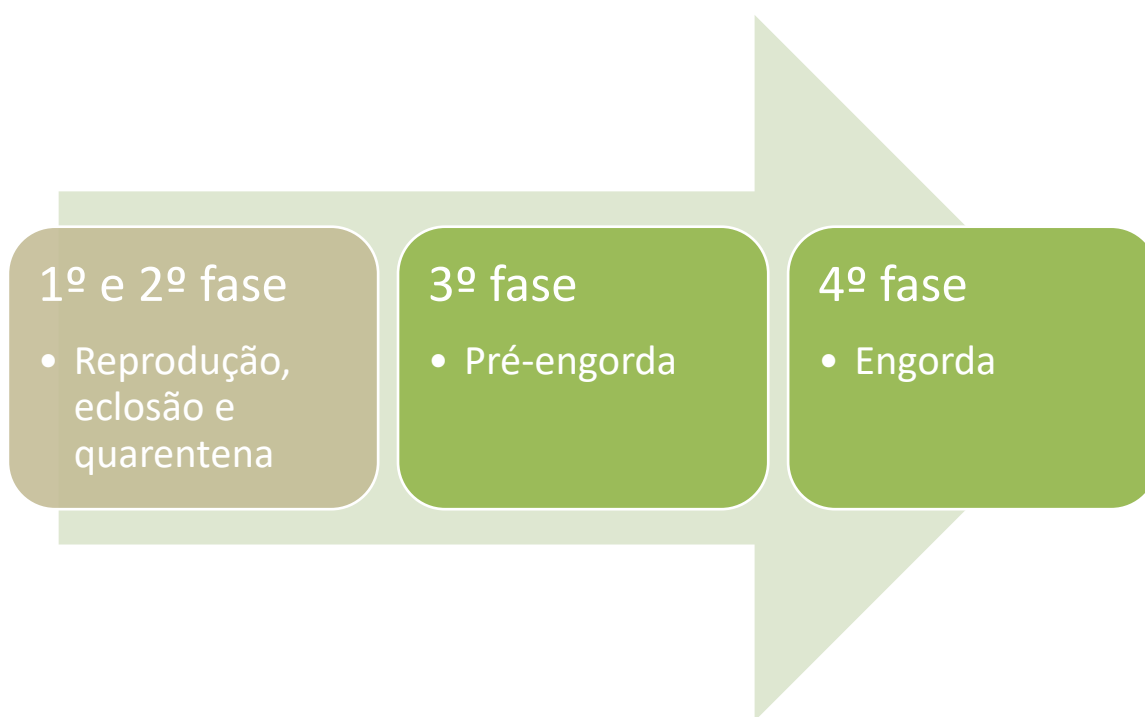 1º e 2º fase
• Reprodução,
eclosão e
quarentena
3º fase
• Pré-engorda
4º fase
• Engorda